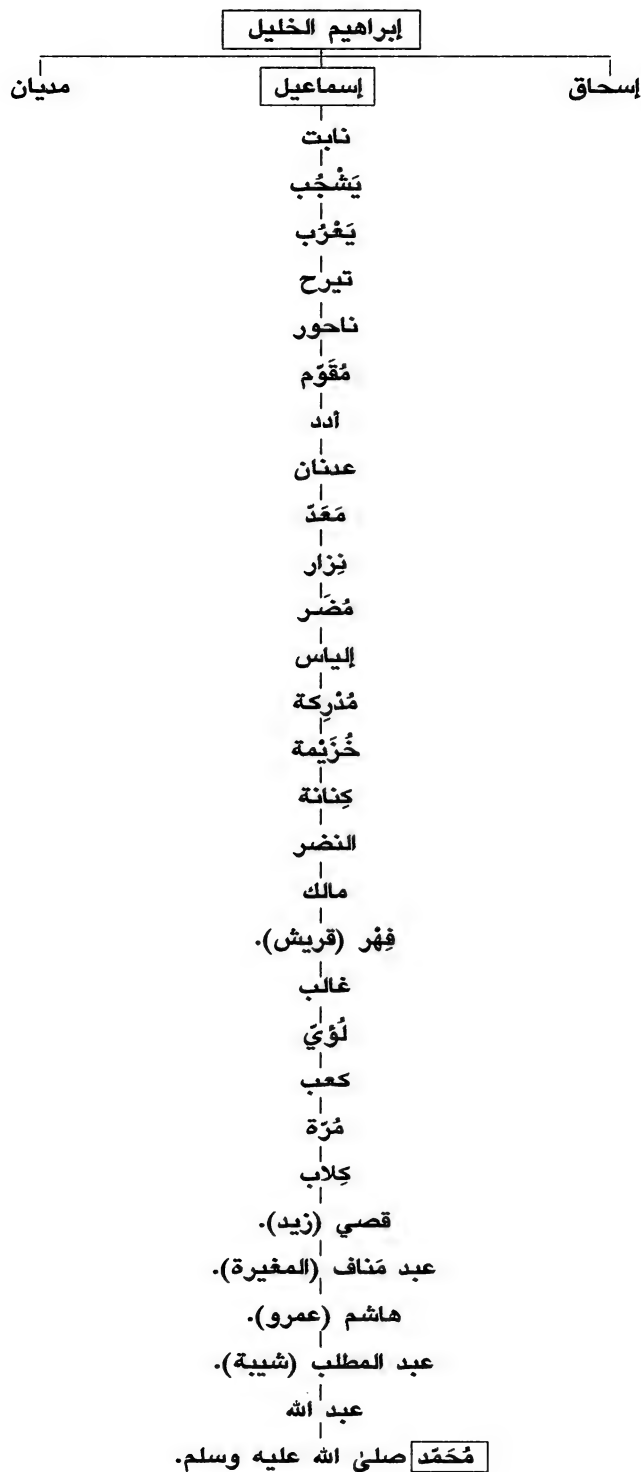 إبراهيم الخليل
إسحاق إسماعيل مديان
نابت
يَشْجُب
يَعْرُب
تيرح
ناحور
مُقَوّم
أدد
عدنان
مَعَدّ
نِزار
مُضَر
إلياس
مُدْرِكة
خُزَيْمة
كِنانة
النضر
مالك
فِهْر (قريش).
غالب
لُؤيّ
كعب
مُرّة
كِلاب
قصي (زيد).
عبد مَناف (المغيرة).
هاشم (عمرو).
عبد المطلب (شيبة).
عبد الله
مُحَمّد صلىٰ الله عليه وسلم.